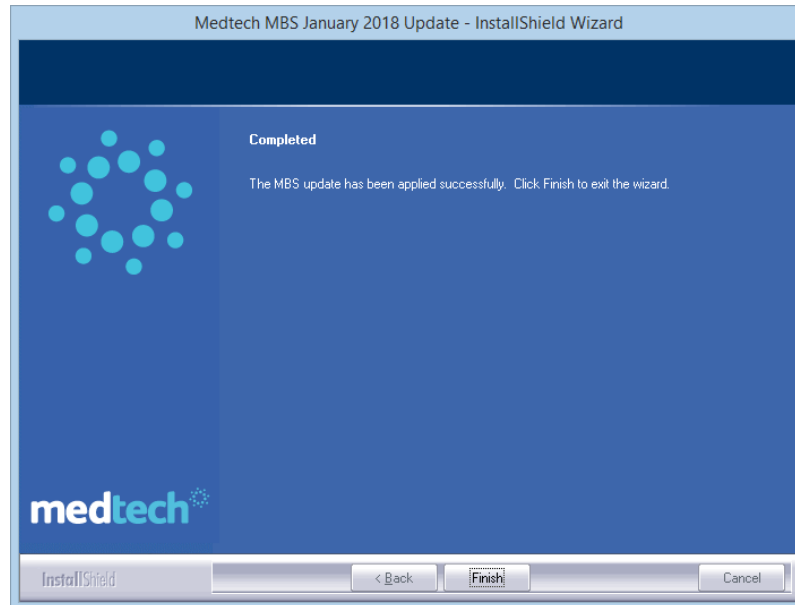 Medtech MBS January 2018 Update - InstallShield Wizard
Completed
The MBS update has been applied successfully. Click Finish to exit the wizard.
medtech
InstallShield
< Back
Finish
Cancel